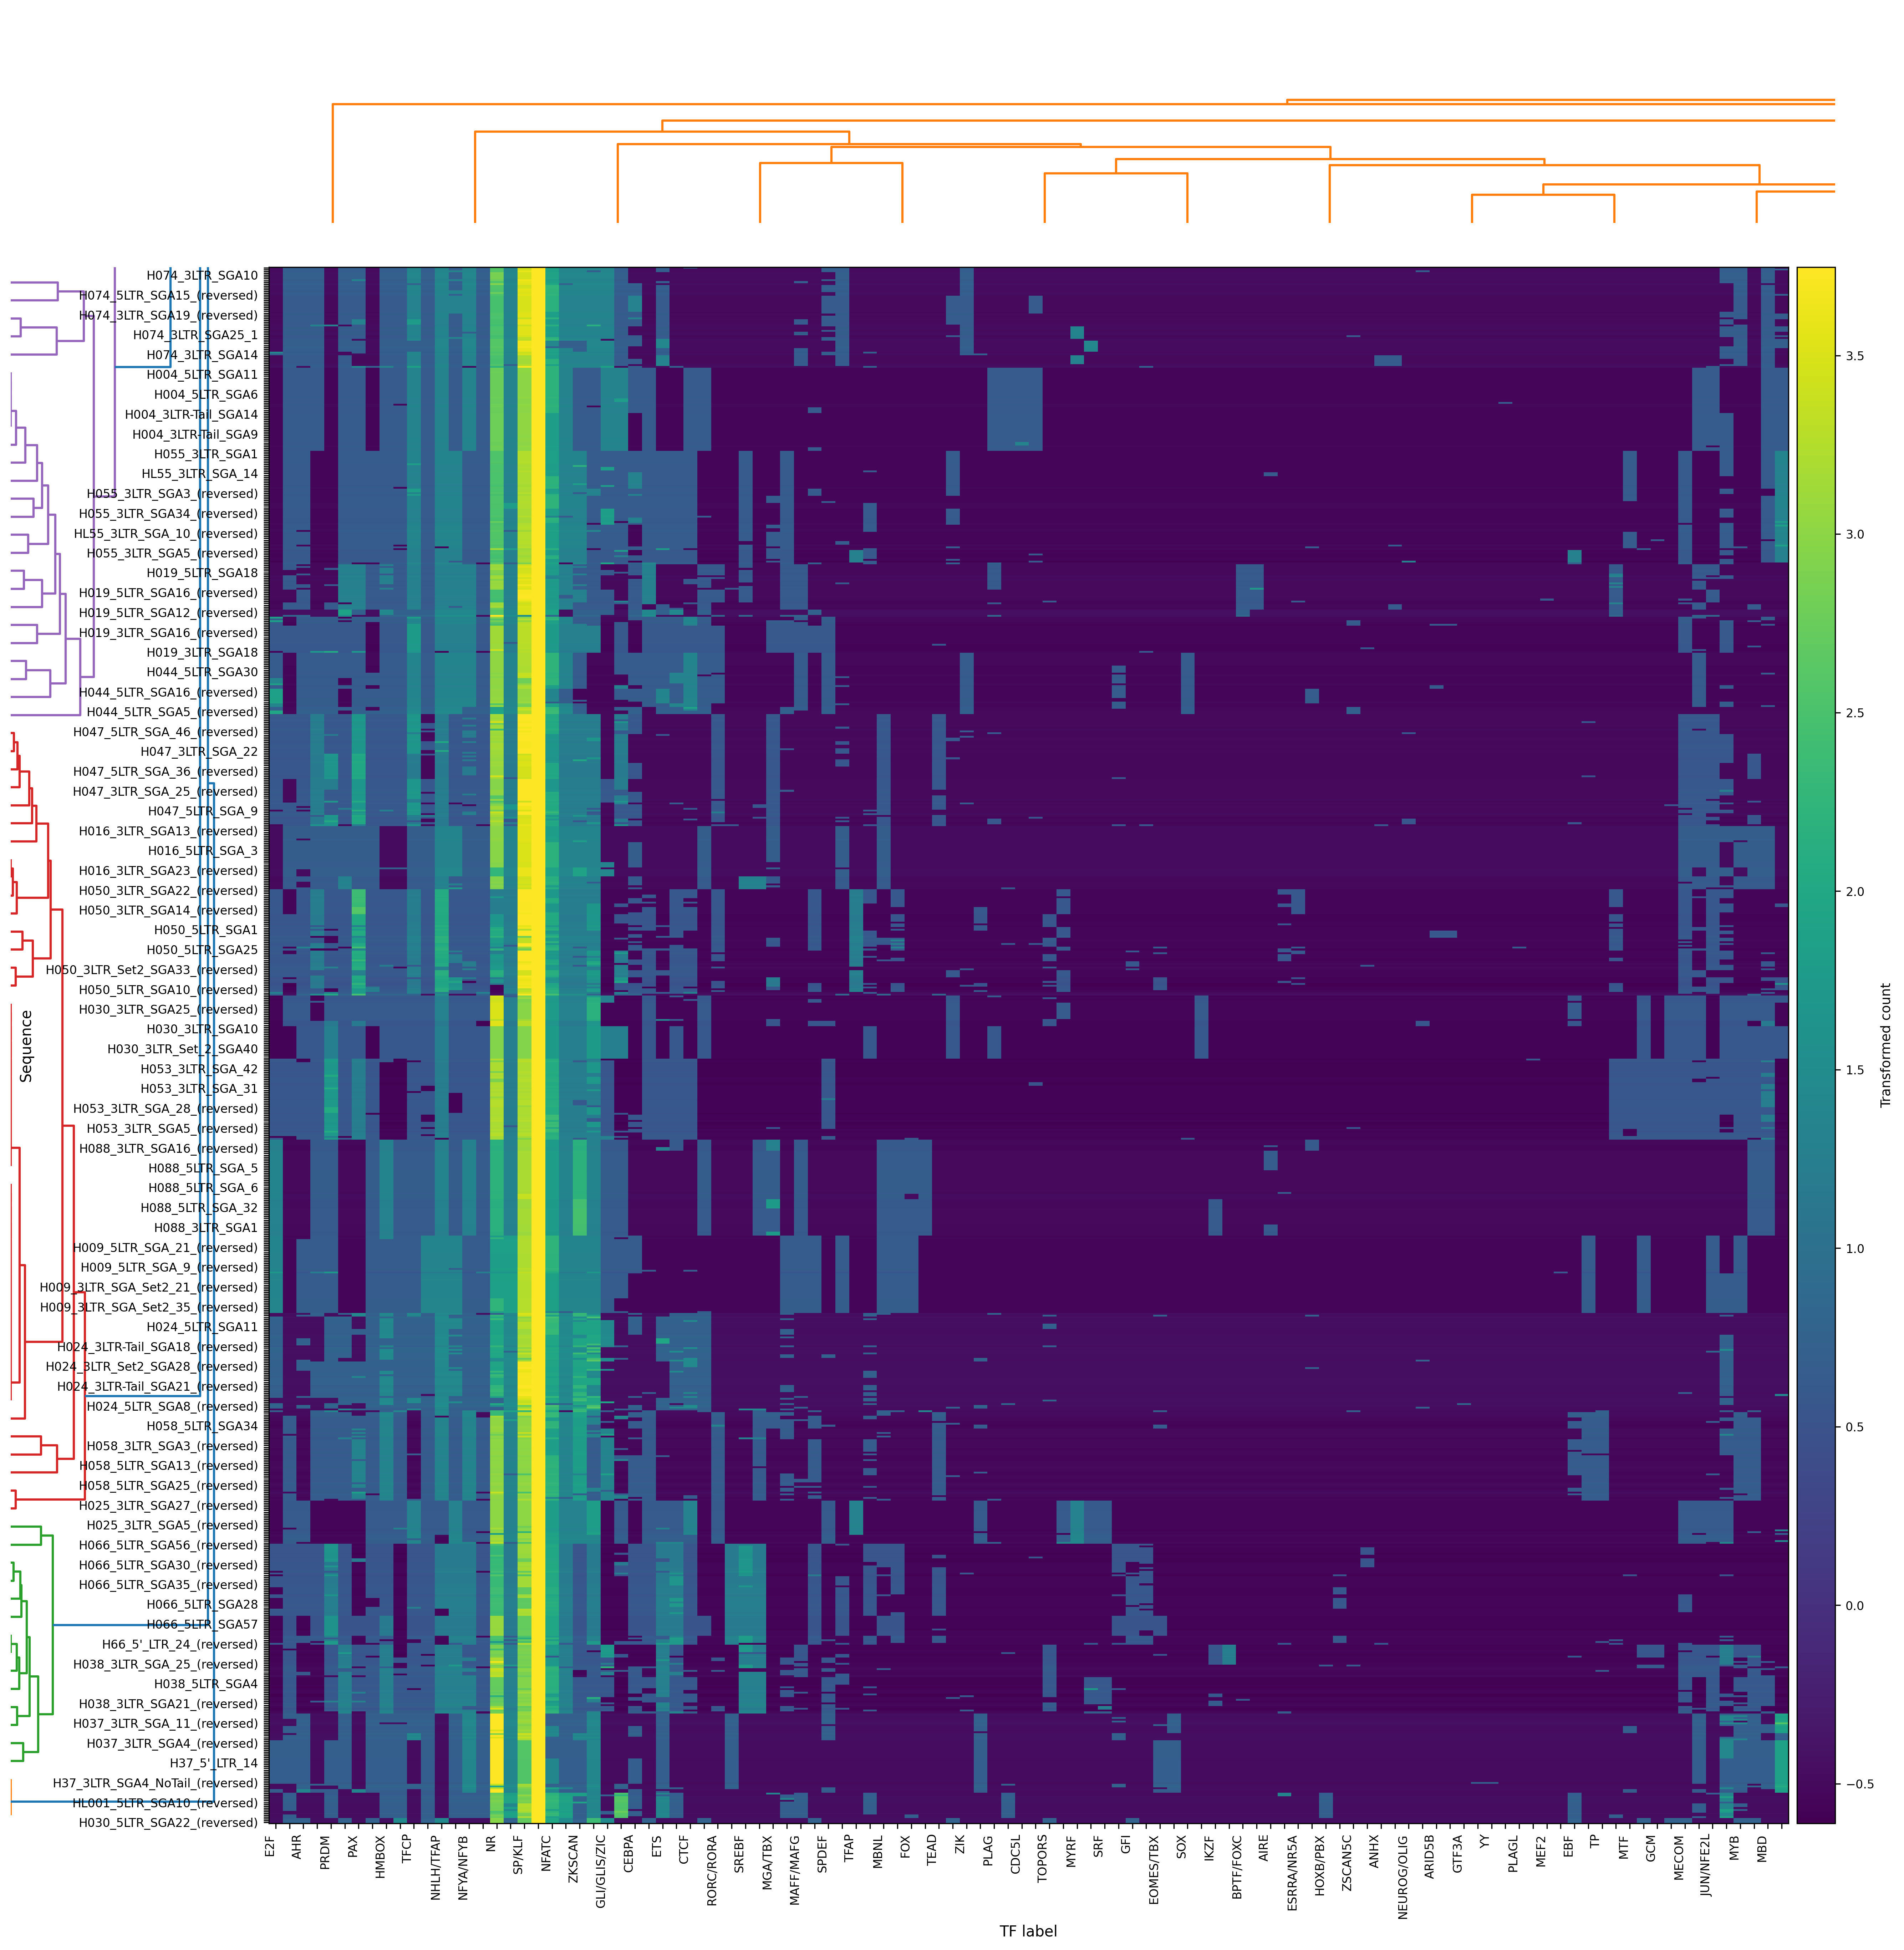 H074_3LTR_SGA10
H074_5LTR_SGA15_(reversed)
H074_3LTR_SGA19_(reversed)
H074_3LTR_SGA25_1
H074_3LTR_SGA14
H004_5LTR_SGA11
H004_5LTR_SGA6
H004_3LTR-Tail_SGA14
H004_3LTR-Tail_SGA9
H055_3LTR_SGA1
HL55_3LTR_SGA_14
H055_3LTR_SGA3_(reversed)
H055_3LTR_SGA34_(reversed)
HL55_3LTR_SGA_10_(reversed)
H055_3LTR_SGA5_(reversed)
H019_5LTR_SGA18
H019_5LTR_SGA16_(reversed)
H019_5LTR_SGA12_(reversed)
H019_3LTR_SGA16_(reversed)
H019_3LTR_SGA18
H044_5LTR_SGA30
H044_5LTR_SGA16_(reversed)
H044_5LTR_SGA5_(reversed)
H047_5LTR_SGA_46_(reversed)
H047_3LTR_SGA_22
H047_5LTR_SGA_36_(reversed)
H047_3LTR_SGA_25_(reversed)
H047_5LTR_SGA_9
H016_3LTR_SGA13_(reversed)
H016_5LTR_SGA_3
H016_3LTR_SGA23_(reversed)
H050_3LTR_SGA22_(reversed)
H050_3LTR_SGA14_(reversed)
H050_5LTR_SGA1
H050_5LTR_SGA25
H050_3LTR_Set2_SGA33_(reversed)
H050_5LTR_SGA10_(reversed)
H030_3LTR_SGA25_(reversed)
H030_3LTR_SGA10
H030_3LTR_Set_2_SGA40
H053_3LTR_SGA_42
H053_3LTR_SGA_31
H053_3LTR_SGA_28_(reversed)
H053_3LTR_SGA5_(reversed)
H088_3LTR_SGA16_(reversed)
H088_5LTR_SGA_5
H088_5LTR_SGA_6
H088_5LTR_SGA_32
H088_3LTR_SGA1
H009_5LTR_SGA_21_(reversed)
H009_5LTR_SGA_9_(reversed)
H009_3LTR_SGA_Set2_21_(reversed)
H009_3LTR_SGA_Set2_35_(reversed)
H024_5LTR_SGA11
H024_3LTR-Tail_SGA18_(reversed)
H024_3LTR_Set2_SGA28_(reversed)
H024_3LTR-Tail_SGA21_(reversed)
H024_5LTR_SGA8_(reversed)
H058_5LTR_SGA34
H058_3LTR_SGA3_(reversed)
H058_5LTR_SGA13_(reversed)
H058_5LTR_SGA25_(reversed)
H025_3LTR_SGA27_(reversed)
H025_3LTR_SGA5_(reversed)
H066_5LTR_SGA56_(reversed)
H066_5LTR_SGA30_(reversed)
H066_5LTR_SGA35_(reversed)
H066_5LTR_SGA28
H066_5LTR_SGA57
H66_5'_LTR_24_(reversed)
H038_3LTR_SGA_25_(reversed)
H038_5LTR_SGA4
H038_3LTR_SGA21_(reversed)
H037_3LTR_SGA_11_(reversed)
H037_3LTR_SGA4_(reversed)
H37_5'_LTR_14
H37_3LTR_SGA4_NoTail_(reversed)
HL001_5LTR_SGA10_(reversed)
H030_5LTR_SGA22_(reversed)
Sequence
E2F
AHR
PRDM
PAX
HMBOX
TFCP
NHLH/TFAP
NFYA/NFYB
NR
SP/KLF
NFATC
ZKSCAN
GLI/GLIS/ZIC
CEBPA
ETS
CTCF
RORC/RORA
SREBF
MGA/TBX
MAFF/MAFG
SPDEF
TFAP
MBNL
FOX
TEAD
ZIK
PLAG
CDC5L
TOPORS
MYRF
SRF
GFI
EOMES/TBX
SOX
IKZF
BPTF/FOXC
AIRE
ESRRA/NR5A
HOXB/PBX
ZSCAN5C
ANHX
NEUROG/OLIG
ARID5B
GTF3A
YY
PLAGL
MEF2
EBF
TP
MTF
GCM
MECOM
JUN/NFE2L
MYB
MBD
TF label
3.5
3.0
2.5
2.0
1.5
1.0
0.5
0.0
−0.5
Transformed count